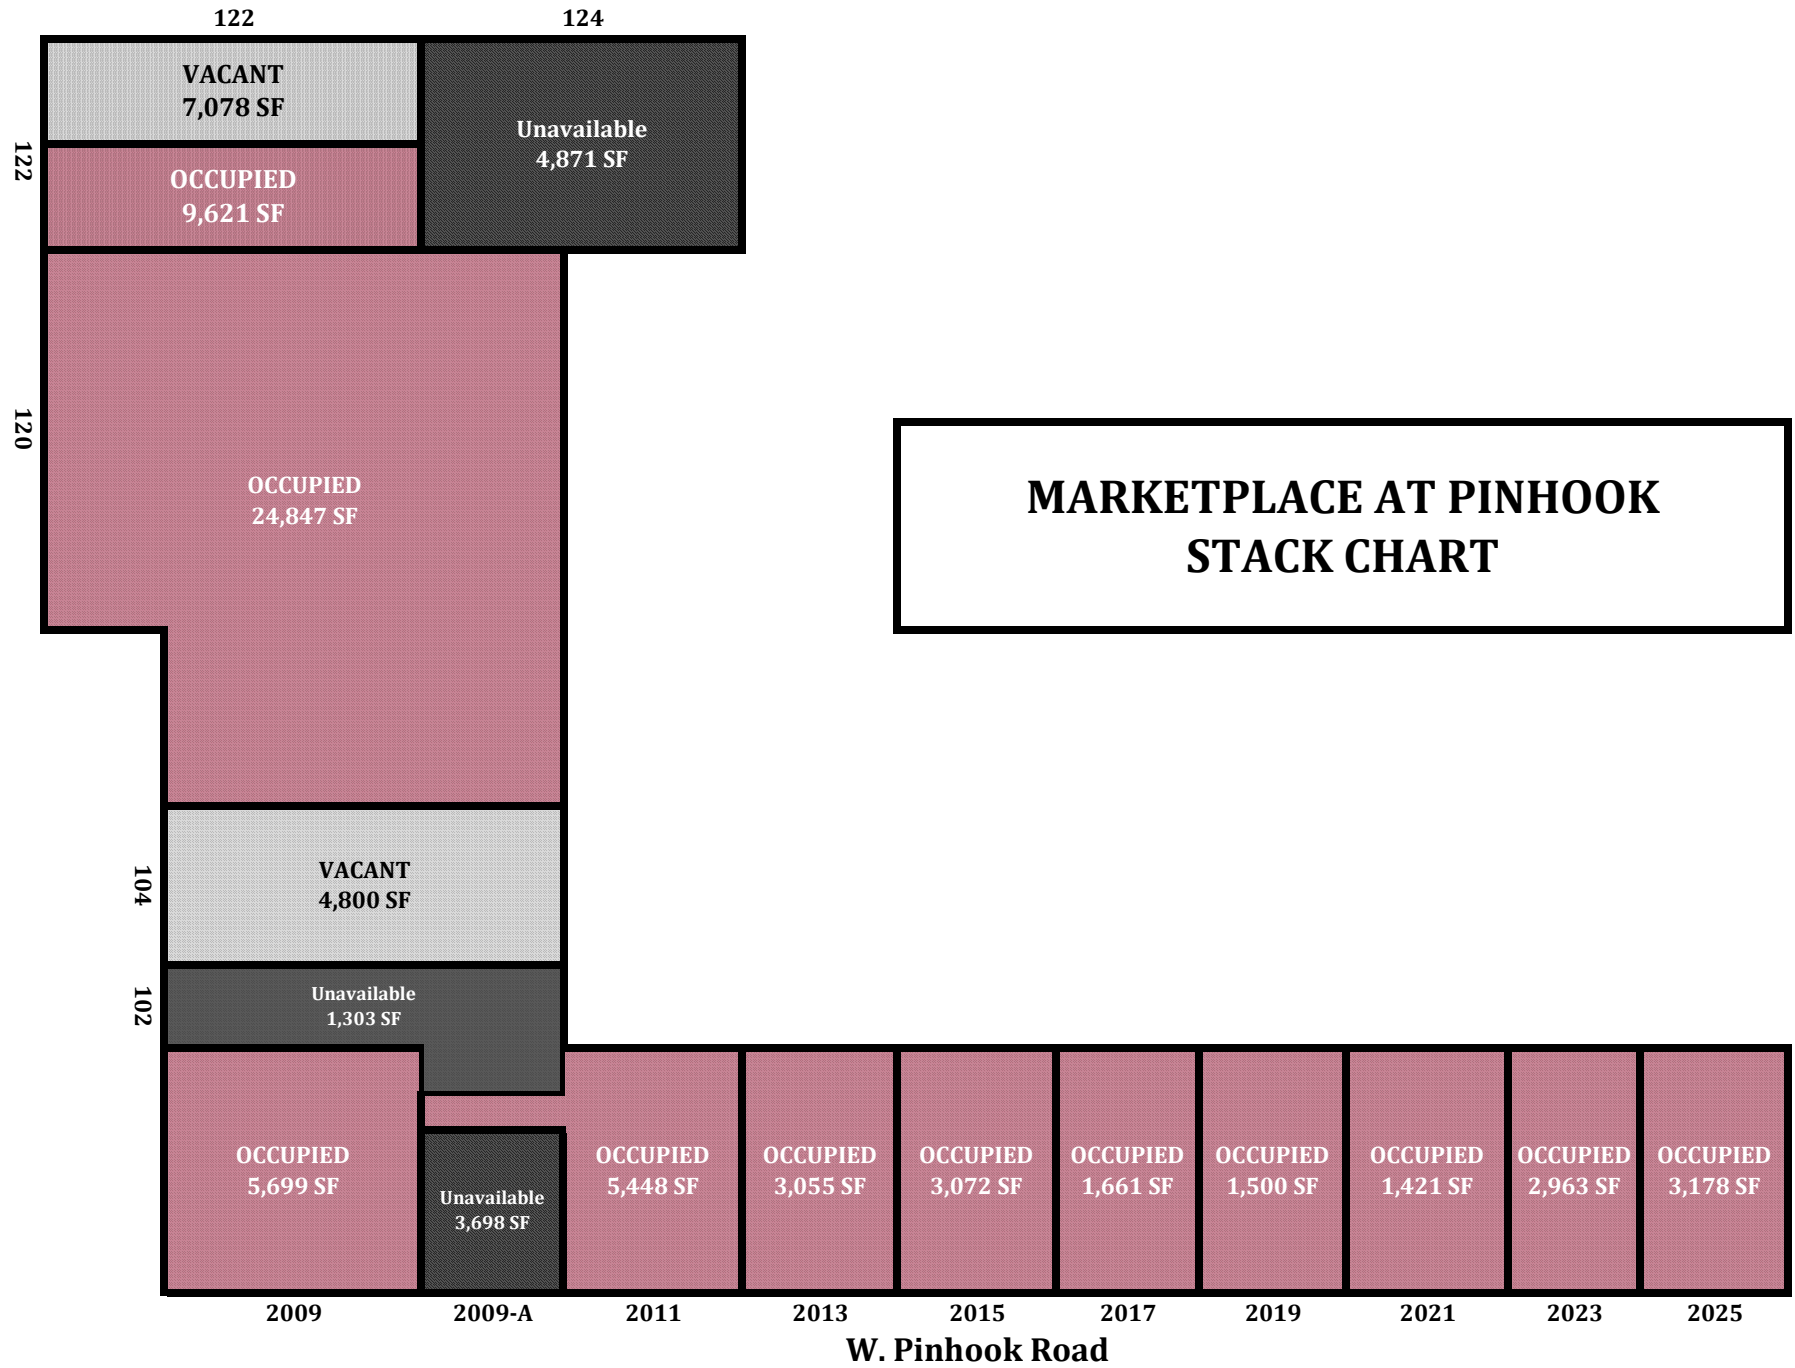 122
124
VACANT
7,078 SF
Unavailable
4,871 SF
122
OCCUPIED
9,621 SF
120
OCCUPIED
24,847 SF
MARKETPLACE AT PINHOOK
STACK CHART
104
VACANT
4,800 SF
102
Unavailable
1,303 SF
OCCUPIED
5,699 SF
Unavailable
3,698 SF
OCCUPIED
5,448 SF
OCCUPIED
3,055 SF
OCCUPIED
3,072 SF
OCCUPIED
1,661 SF
OCCUPIED
1,500 SF
OCCUPIED
1,421 SF
OCCUPIED
2,963 SF
OCCUPIED
3,178 SF
2009
2009-A
2011
2013
2015
2017
2019
2021
2023
2025
W. Pinhook Road